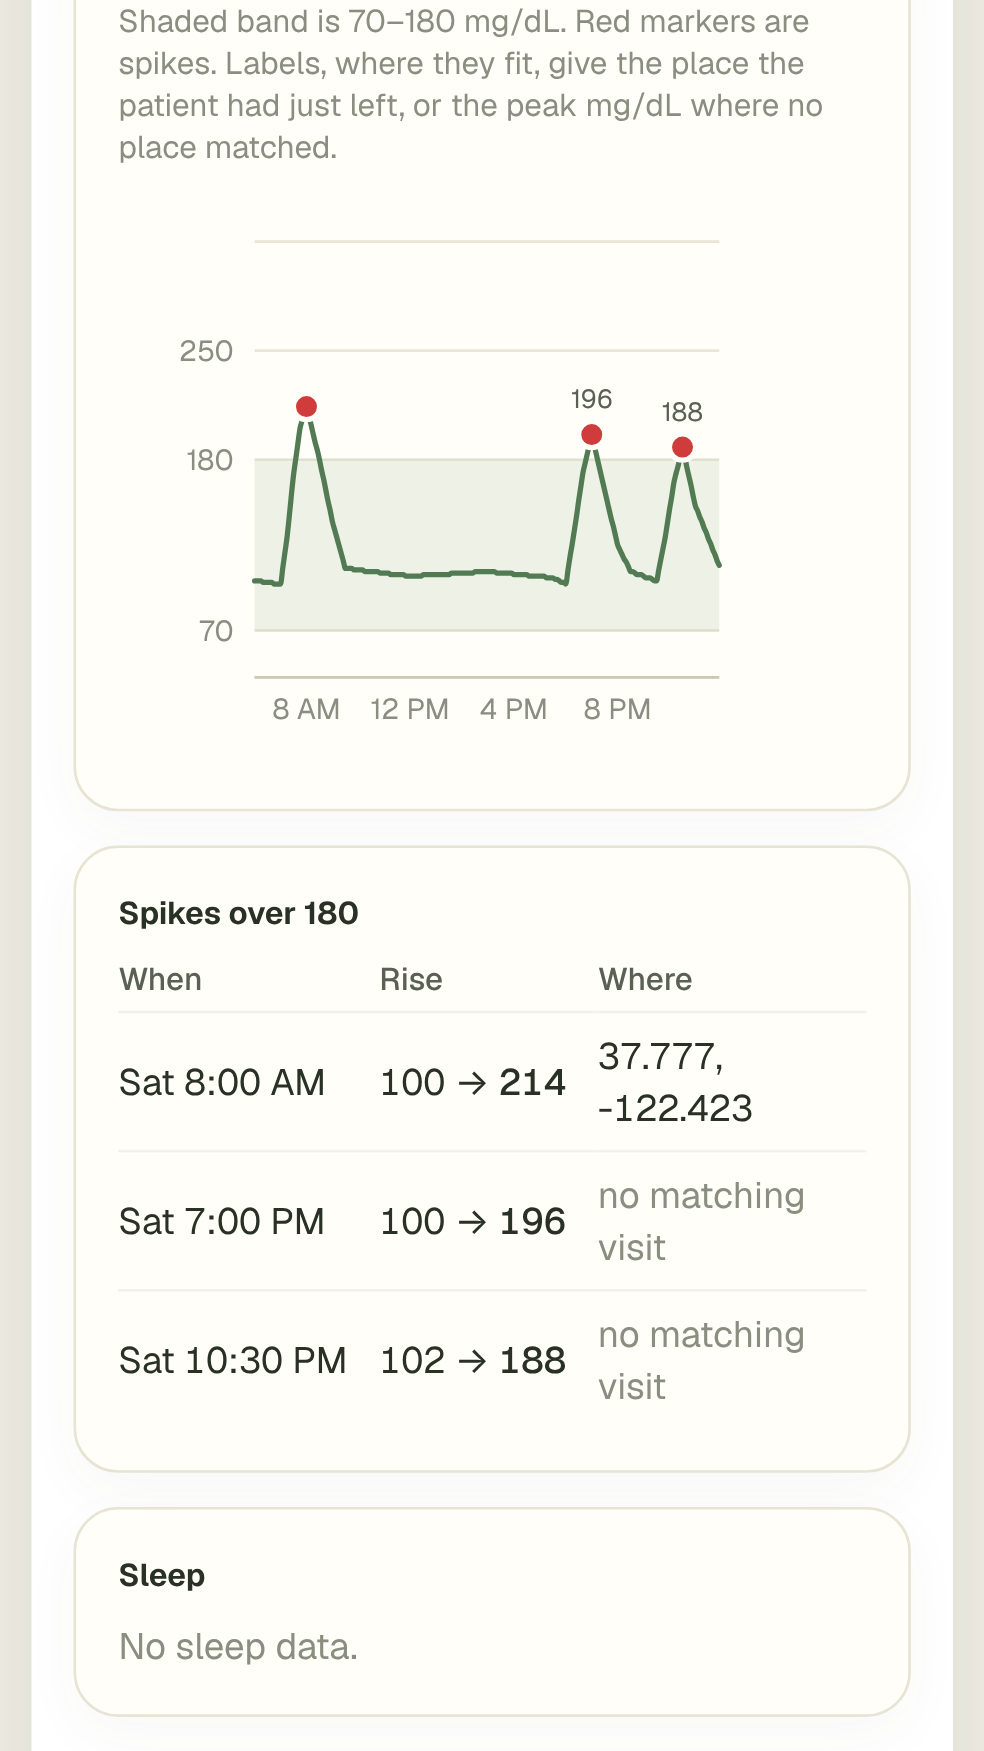 Shaded band is 70–180 mg/dL. Red markers are
spikes. Labels, where they fit, give the place the
patient had just left, or the peak mg/dL where no
place matched.
250
196
188
180
70
8 AM 12 PM 4 PM 8 PM
Spikes over 180
When Rise Where
Sat 8:00 AM 100 → 214 37.777,
-122.423
Sat 7:00 PM 100 → 196 no matching
visit
Sat 10:30 PM 102 → 188 no matching
visit
Sleep
No sleep data.